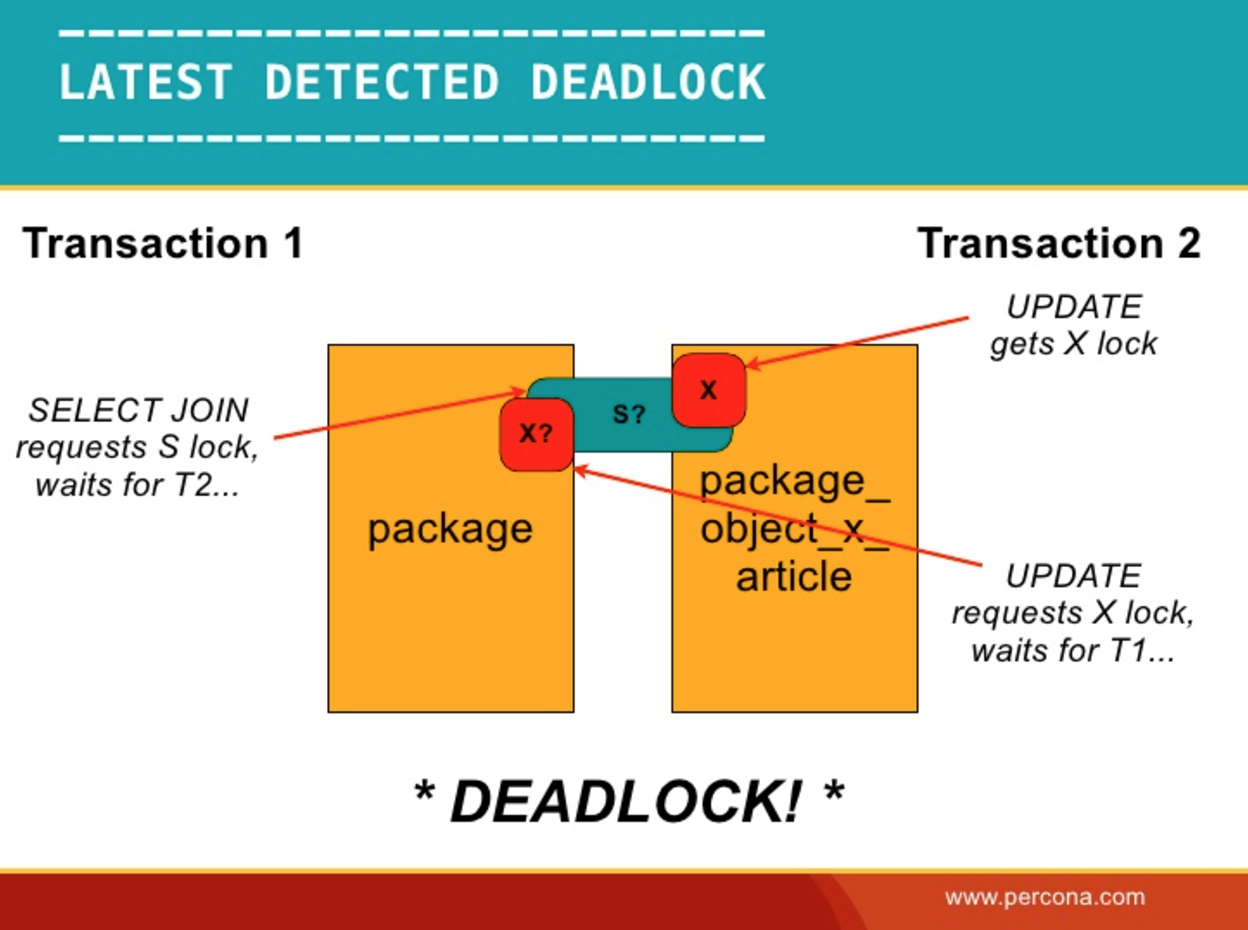 LATEST DETECTED DEADLOCK
Transaction 1
Transaction 2
UPDATE
gets X lock
SELECT JOIN
requests S lock,
waits for T2...
X
S?
X?
package
package_
object_x_
article
UPDATE
requests X lock,
waits for T1...
* DEADLOCK! *
www.percona.com